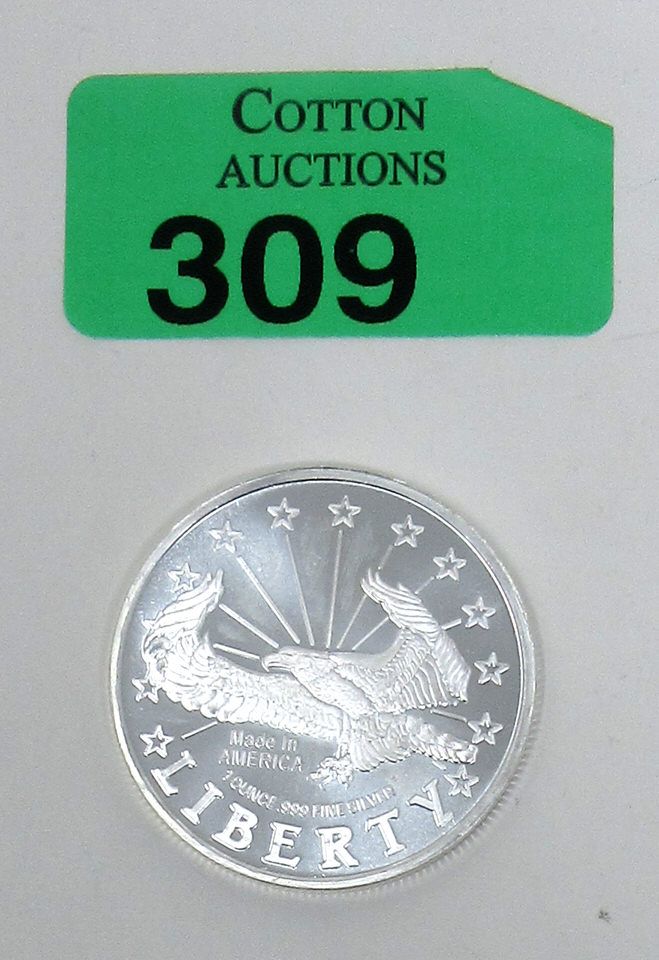 COTTON
AUCTIONS
309
Made in
AMERICA
1 OUNCE .999 FINE SILVER
LIBERTY